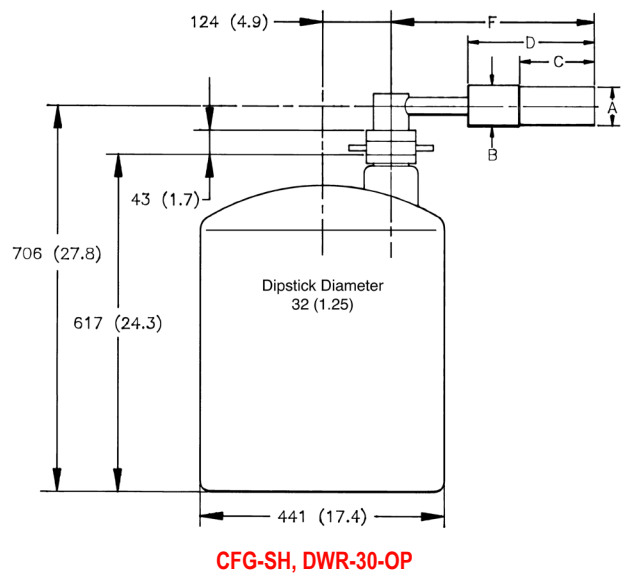 124 (4.9)
F
D
C
A
B
43 (1.7)
706 (27.8)
Dipstick Diameter
32 (1.25)
617 (24.3)
441 (17.4)
CFG-SH, DWR-30-OP